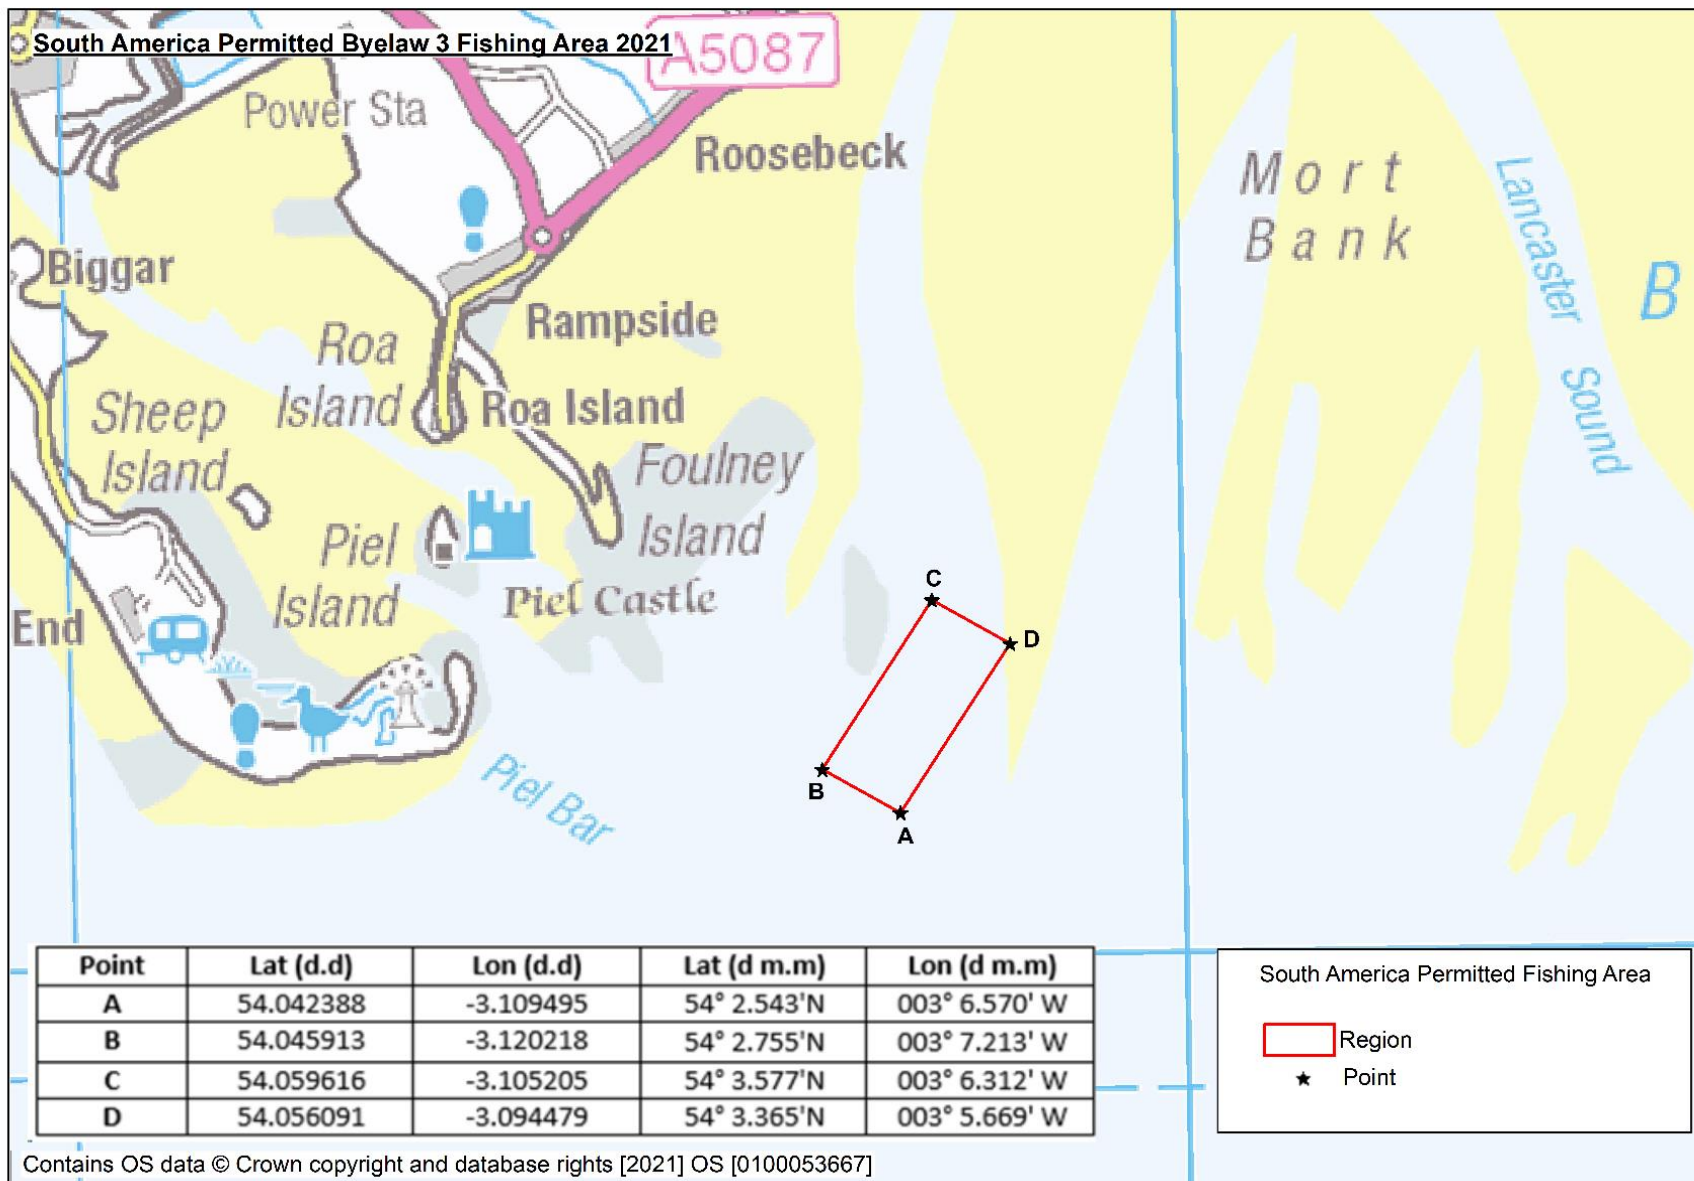 South America Permitted Byelaw 3 Fishing Area 2021
A5087
Power Sta
Roosebeck
Mort
Bank
Lancaster Sound
B
Biggar
Rampside
Roa
Island
Roa Island
Sheep
Island
Foulney
Island
Piel
Island
Piel Castle
End
Piel Bar
C
D
B
A
Point Lat (d.d) Lon (d.d) Lat (d m.m) Lon (d m.m)
A 54.042388 -3.109495 54° 2.543'N 003° 6.570' W
B 54.045913 -3.120218 54° 2.755'N 003° 7.213' W
C 54.059616 -3.105205 54° 3.577'N 003° 6.312' W
D 54.056091 -3.094479 54° 3.365'N 003° 5.669' W
South America Permitted Fishing Area
Region
Point
Contains OS data © Crown copyright and database rights [2021] OS [0100053667]